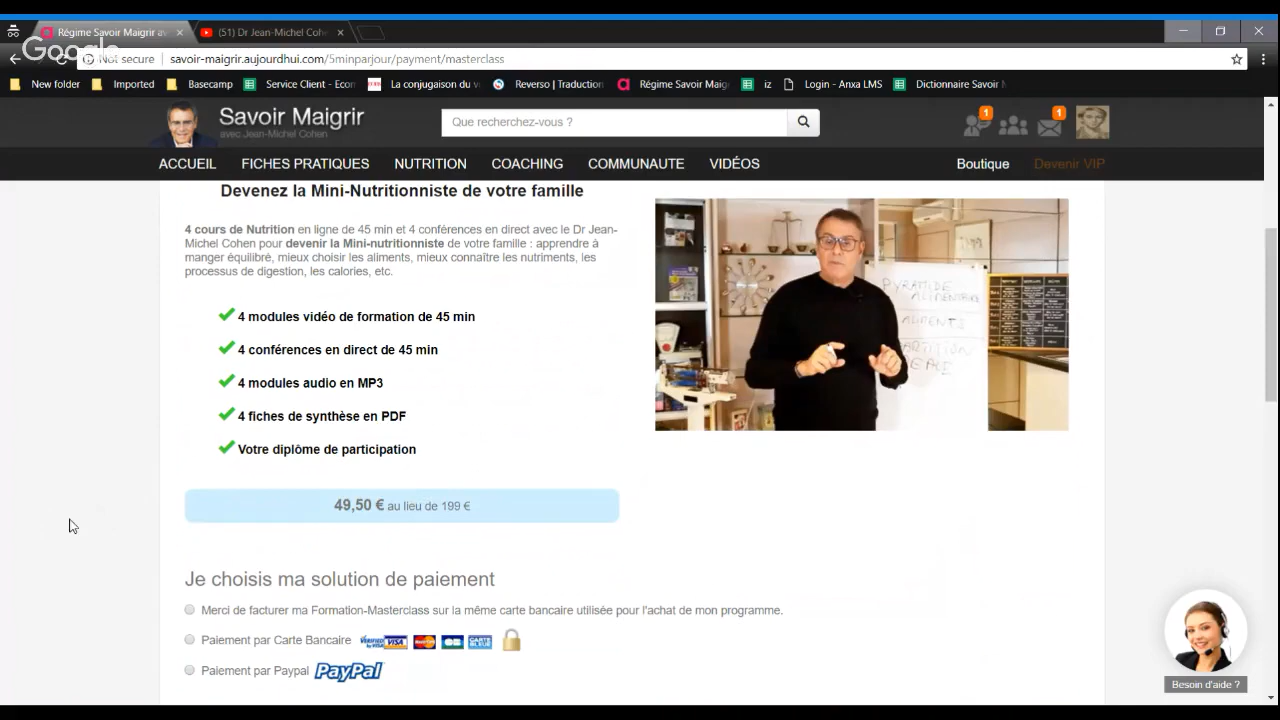 Régime Savoir Maigrir av
(51) Dr Jean-Michel Coh
Google
Not secure
savoir-maigrir.aujourdhui.com/5minparjour/payment/masterclass
New folder
Imported
Basecamp
Service Client - Econ
La conjugaison du v
Reverso | Traduction
Régime Savoir Maig
iz
Login - Anxa LMS
Dictionnaire Savoir
Savoir Maigrir
avec Jean-Michel Cohen
Que recherchez-vous ?
1
1
ACCUEIL
FICHES PRATIQUES
NUTRITION
COACHING
COMMUNAUTE
VIDÉOS
Boutique
Devenir VIP
Devenez la Mini-Nutritionniste de votre famille
4 cours de Nutrition en ligne de 45 min et 4 conférences en direct avec le Dr Jean-
Michel Cohen pour devenir la Mini-nutritionniste de votre famille : apprendre à
manger équilibré, mieux choisir les aliments, mieux connaître les nutriments, les
processus de digestion, les calories, etc.
4 modules vidéo de formation de 45 min
4 conférences en direct de 45 min
4 modules audio en MP3
4 fiches de synthèse en PDF
Votre diplôme de participation
PYRAMIDE
ALIMENTAIRE
ALIMENTS
49,50 € au lieu de 199 €
Je choisis ma solution de paiement
Merci de facturer ma Formation-Masterclass sur la même carte bancaire utilisée pour l'achat de mon programme.
Paiement par Carte Bancaire
VISA
MasterCard
CB
CARTE BLEUE
Paiement par Paypal
PayPal
Besoin d'aide ?